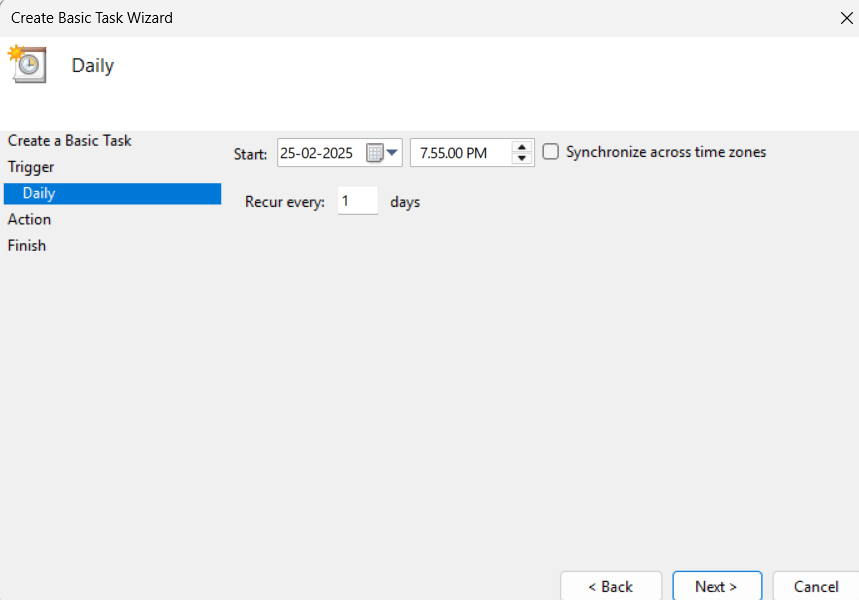 Create Basic Task Wizard
Daily
Create a Basic Task
Trigger
Daily
Action
Finish
Start: 25-02-2025 7.55.00 PM Synchronize across time zones
Recur every: 1 days
< Back Next > Cancel